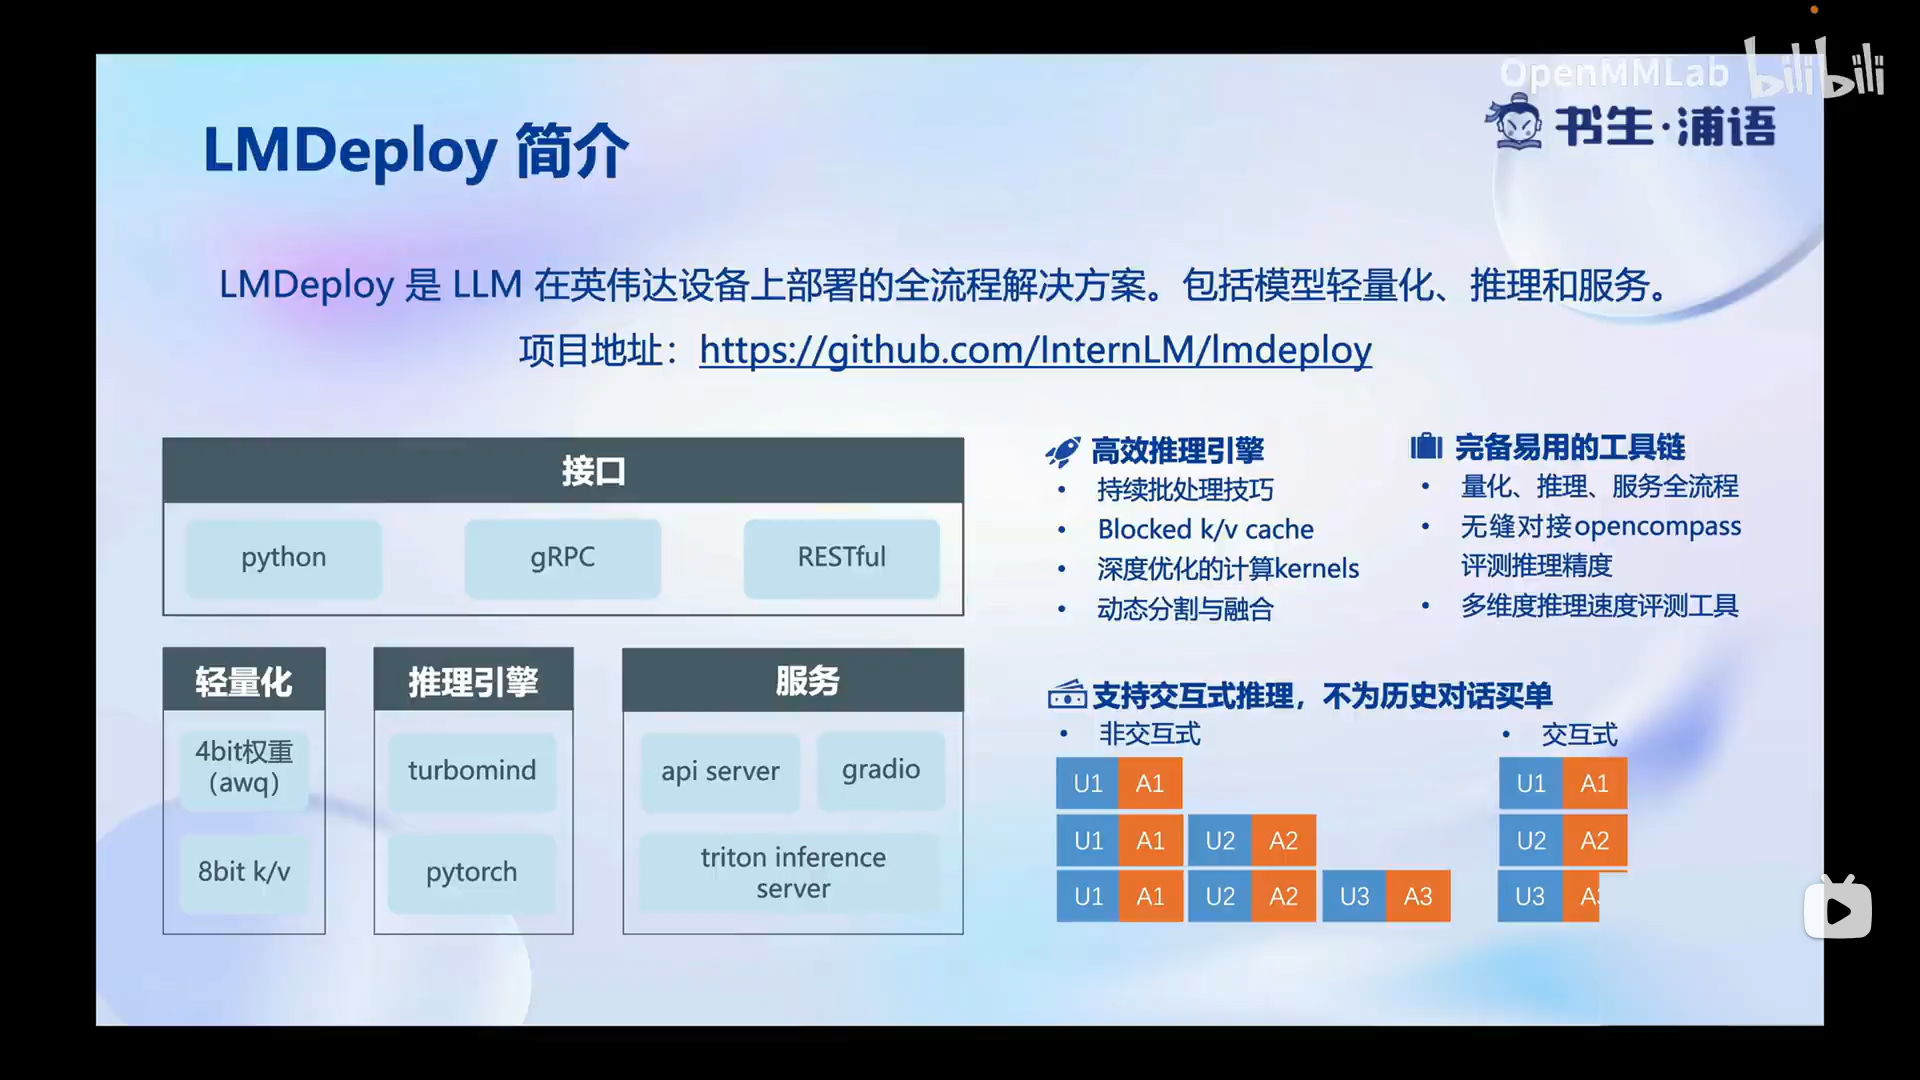 OpenMMLab bilibili
书生·浦语
LMDeploy 简介
LMDeploy 是 LLM 在英伟达设备上部署的全流程解决方案。包括模型轻量化、推理和服务。
项目地址：https://github.com/InternLM/lmdeploy
接口
python gRPC RESTful
轻量化
4bit权重
（awq）
8bit k/v
推理引擎
turbomind
pytorch
服务
api server gradio
triton inference
server
高效推理引擎
• 持续批处理技巧
• Blocked k/v cache
• 深度优化的计算kernels
• 动态分割与融合
完备易用的工具链
• 量化、推理、服务全流程
• 无缝对接opencompass
评测推理精度
• 多维度推理速度评测工具
支持交互式推理，不为历史对话买单
• 非交互式
U1 A1
U1 A1 U2 A2
U1 A1 U2 A2 U3 A3
• 交互式
U1 A1
U2 A2
U3